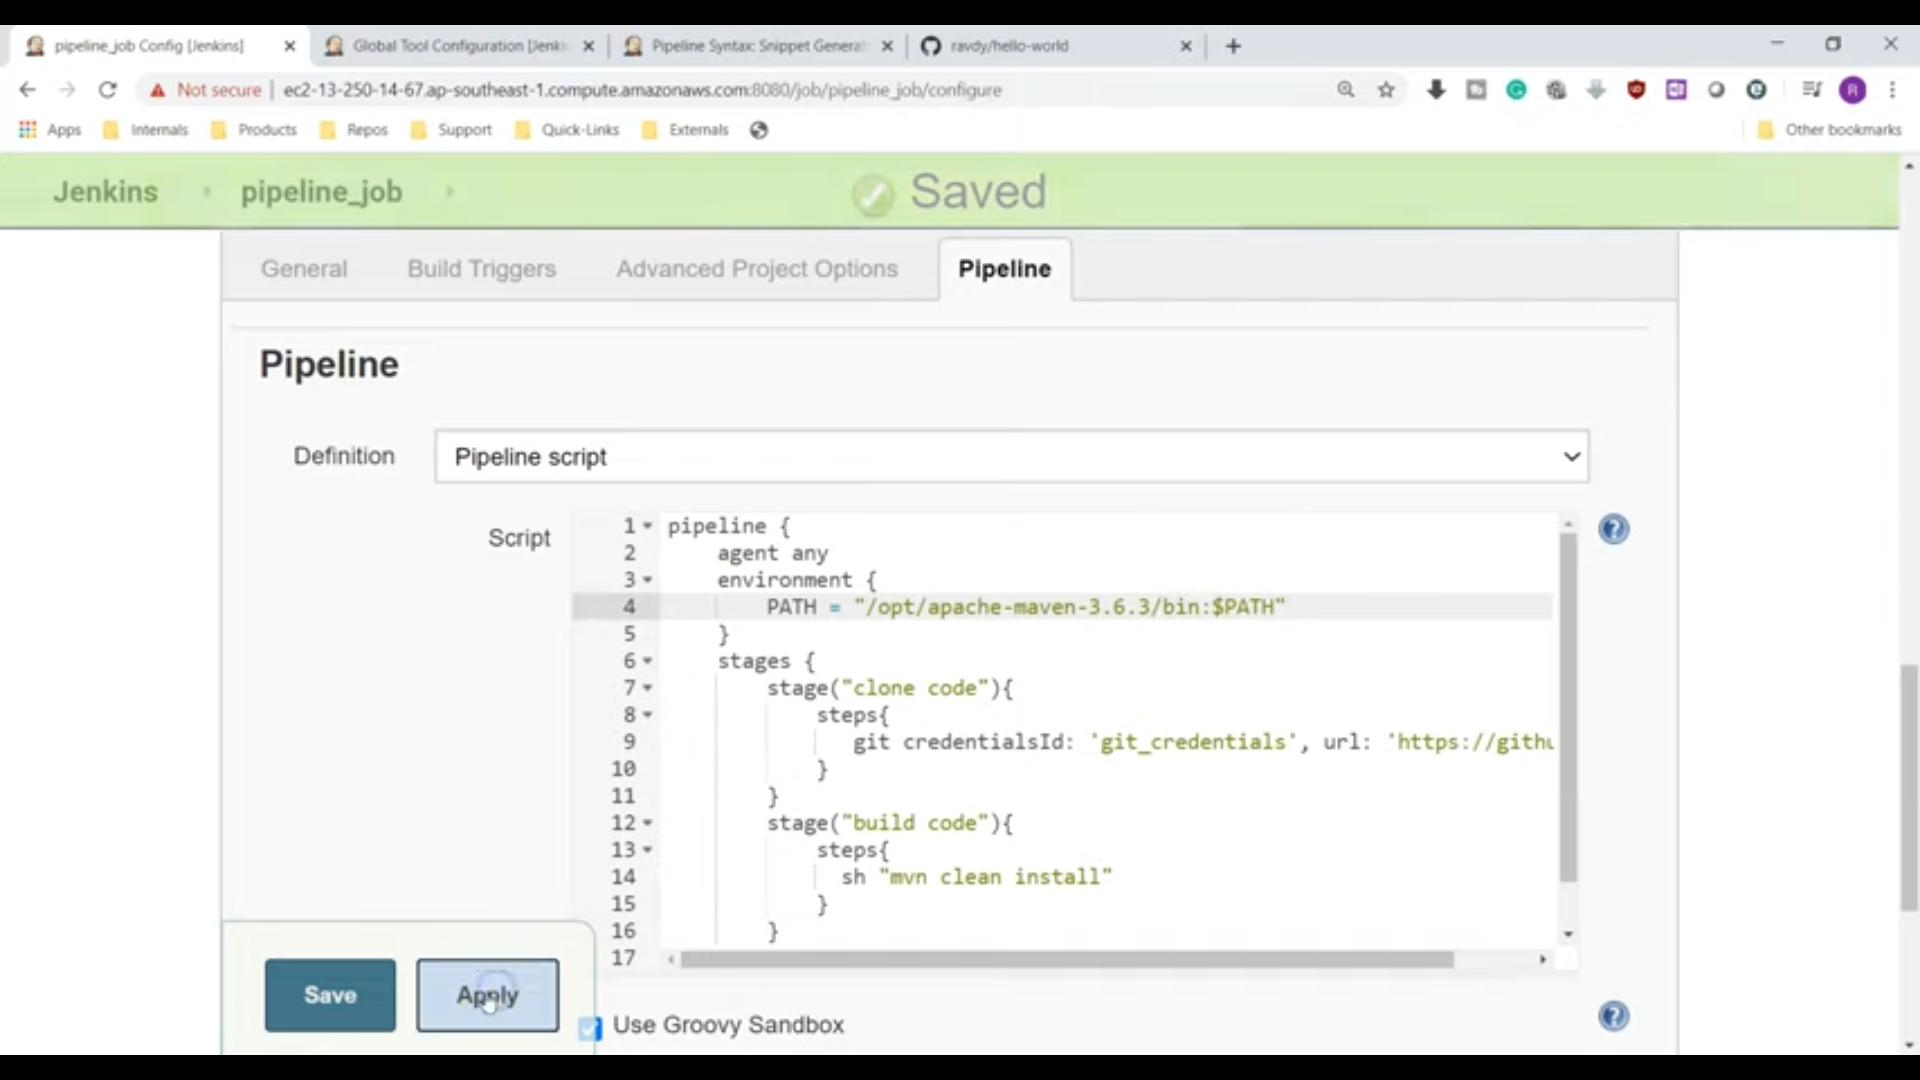 pipeline_job Config [Jenkins]
Global Tool Configuration [Jenki
Pipeline Syntax: Snippet Generat
ravdy/hello-world
Not secure | ec2-13-250-14-67.ap-southeast-1.compute.amazonaws.com:8080/job/pipeline_job/configure
R
Apps Internals Products Repos Support Quick-Links Externals Other bookmarks
Jenkins pipeline_job Saved
General Build Triggers Advanced Project Options Pipeline
Pipeline
Definition Pipeline script
Script
1 pipeline {
2 agent any
3 environment {
4 PATH = "/opt/apache-maven-3.6.3/bin:$PATH"
5 }
6 stages {
7 stage("clone code"){
8 steps{
9 git credentialsId: 'git_credentials', url: 'https://githu
10 }
11 }
12 stage("build code"){
13 steps{
14 sh "mvn clean install"
15 }
16 }
17
Save Apply
Use Groovy Sandbox